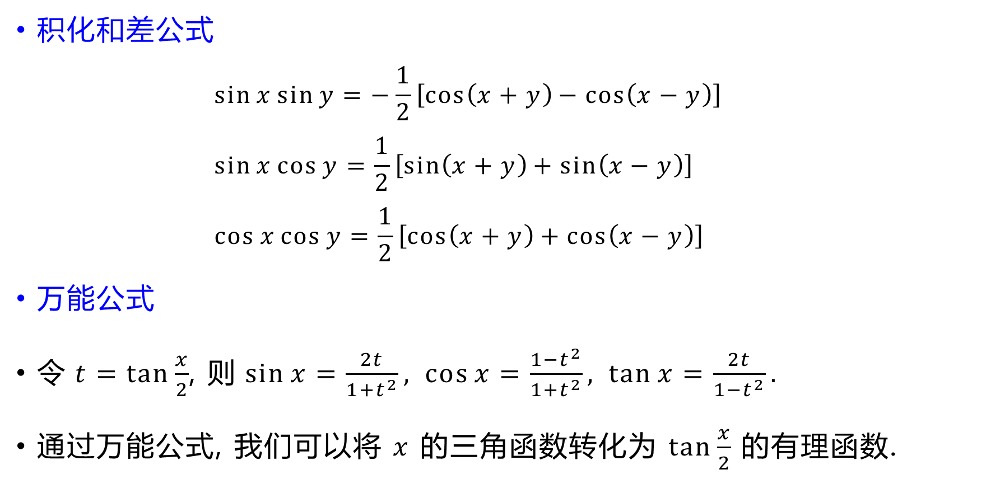 • 积化和差公式
sin x sin y = −\frac{1}{2}[cos(x + y) − cos(x − y)]
sin x cos y = \frac{1}{2}[sin(x + y) + sin(x − y)]
cos x cos y = \frac{1}{2}[cos(x + y) + cos(x − y)]
• 万能公式
• 令 t = tan \frac{x}{2}, 则 sin x = \frac{2t}{1+t^2}, cos x = \frac{1−t^2}{1+t^2}, tan x = \frac{2t}{1−t^2}.
• 通过万能公式, 我们可以将 x 的三角函数转化为 tan \frac{x}{2} 的有理函数.